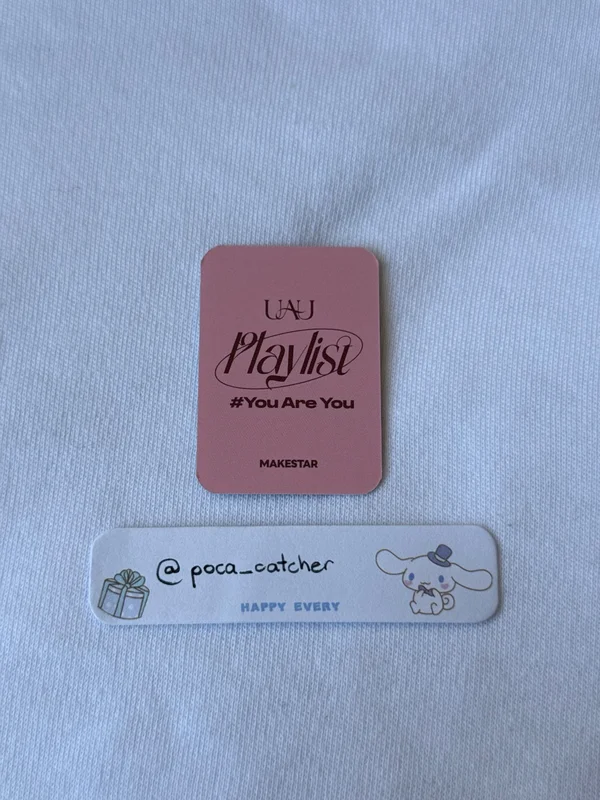 UAU
Playlist
#You Are You
MAKESTAR
@ poca_catcher
HAPPY EVERY